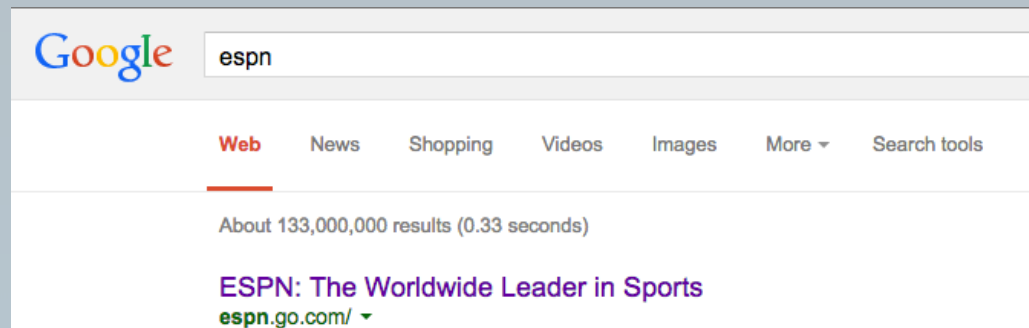 Google espn
Web News Shopping Videos Images More Search tools
About 133,000,000 results (0.33 seconds)
ESPN: The Worldwide Leader in Sports
espn.go.com/